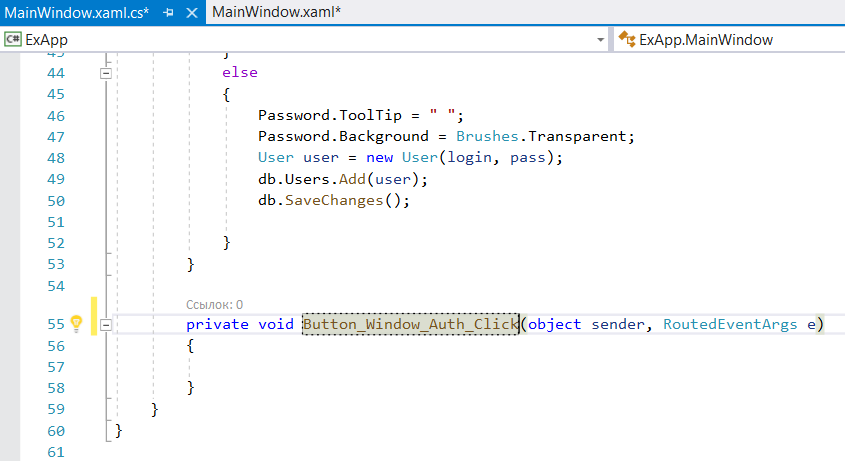 MainWindow.xaml.cs* MainWindow.xaml*
C# ExApp ExApp.MainWindow
43 }
44 else
45 {
46 Password.ToolTip = " ";
47 Password.Background = Brushes.Transparent;
48 User user = new User(login, pass);
49 db.Users.Add(user);
50 db.SaveChanges();
51
52 }
53 }
54
Ссылок: 0
55 private void Button_Window_Auth_Click(object sender, RoutedEventArgs e)
56 {
57
58 }
59 }
60 }
61